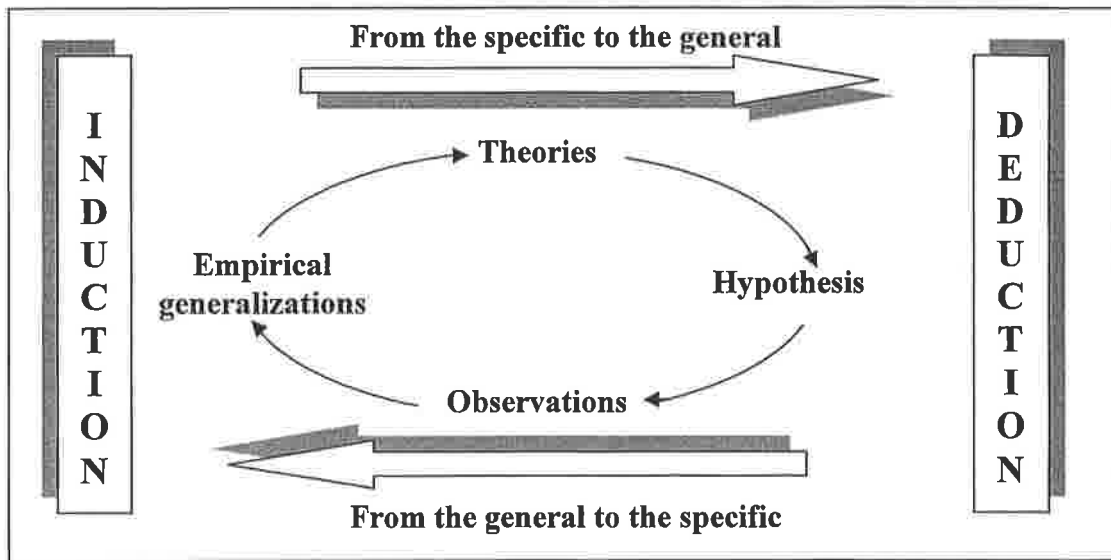 From the specific to the general
INDUCTION
DEDUCTION
Theories
Empirical
generalizations
Hypothesis
Observations
From the general to the specific